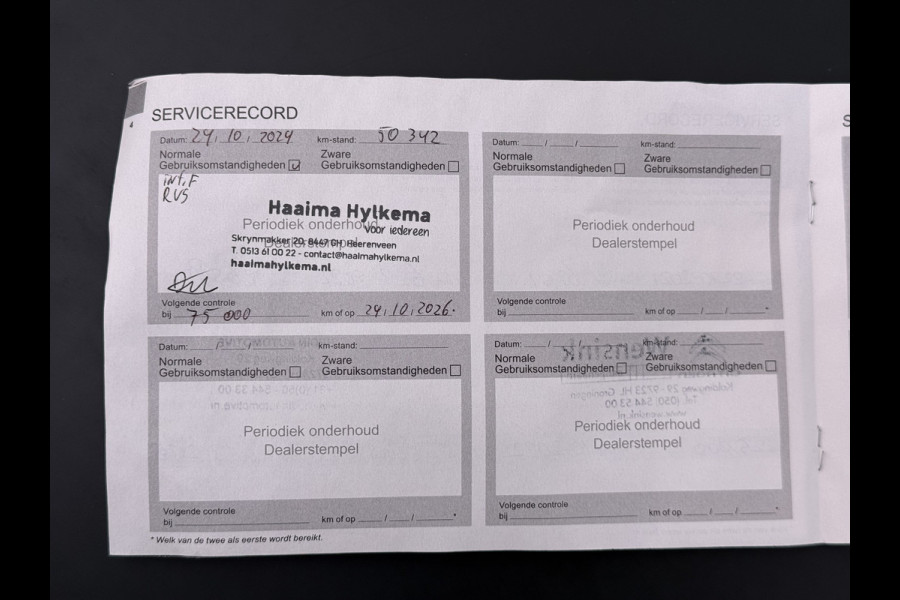 SERVICERECORD
4
Datum: 24, 10, 2024 km-stand: 50 342
Normale Zware
Gebruiksomstandigheden Gebruiksomstandigheden
int. F
RVS
Haaima Hylkema
voor iedereen
Periodiek onderhoud
Dealerstempel
Skrynmakker 20, 8447 GH Heerenveen
T. 0513 61 00 22 - contact@haaimahylkema.nl
haaimahylkema.nl
Volgende controle
bij 75 000 km of op 24, 10, 2026 *
Datum: / / km-stand:
Normale Zware
Gebruiksomstandigheden Gebruiksomstandigheden
Periodiek onderhoud
Dealerstempel
Volgende controle
bij km of op / / *
Datum: / / km-stand:
Normale Zware
Gebruiksomstandigheden Gebruiksomstandigheden
Periodiek onderhoud
Dealerstempel
Volgende controle
bij km of op / / *
Datum: / / km-stand:
Normale Zware
Gebruiksomstandigheden Gebruiksomstandigheden
Periodiek onderhoud
Dealerstempel
Volgende controle
bij km of op / / *
* Welk van de twee als eerste wordt bereikt.
S